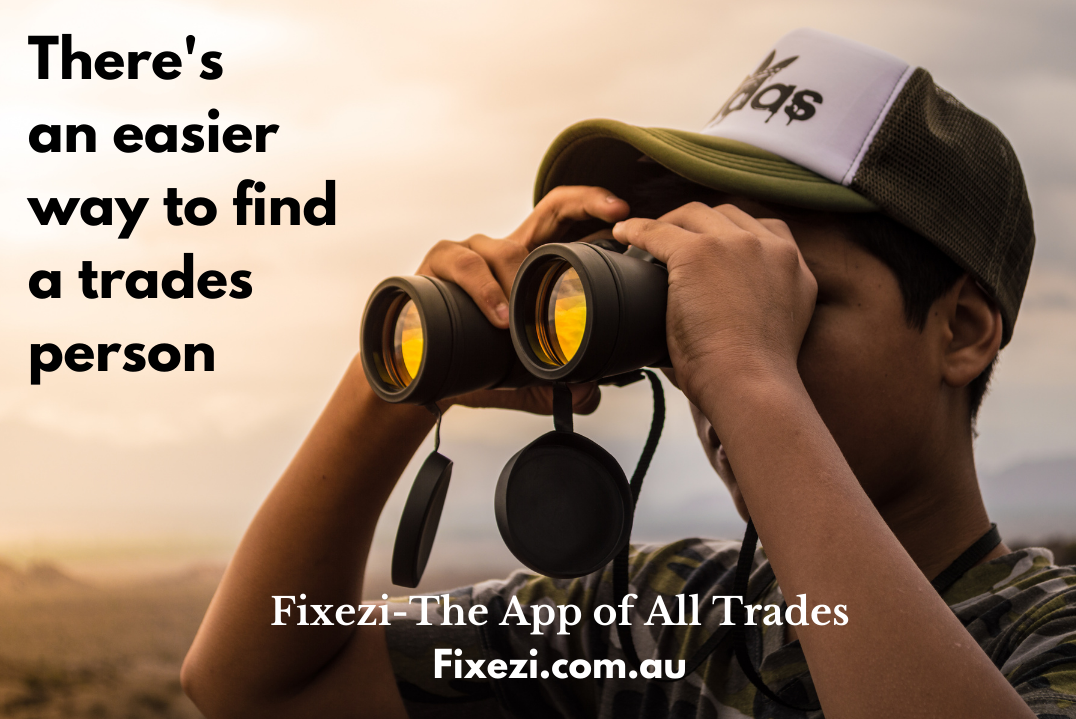 There's
an easier
way to find
a trades
person
Fixezi-The App of All Trades
Fixezi.com.au